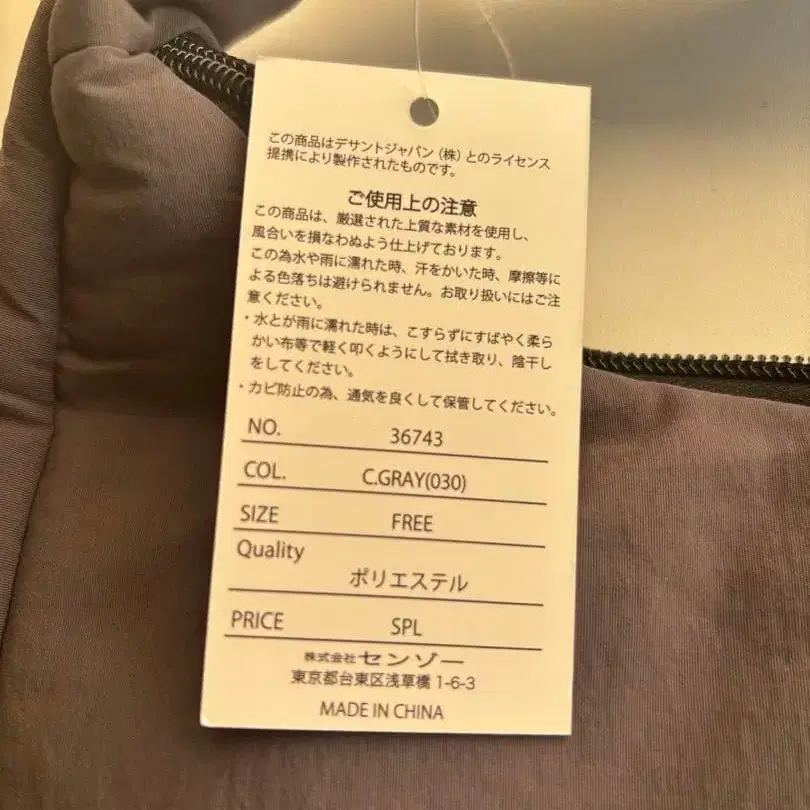 この商品はデサントジャパン(株)とのライセンス
提携により製作されたものです。
ご使用上の注意
この商品は、厳選された上質な素材を使用し、
風合いを損なわぬよう仕上げております。
この為水や雨に濡れた時、汗をかいた時、摩擦等に
よる色落ちは避けられません。お取り扱いにはご注
意ください。
・水とが雨に濡れた時は、こすらずにすばやく柔ら
かい布等で軽く叩くようにして拭き取り、陰干し
をしてください。
・カビ防止の為、通気を良くして保管してください。
NO. 36743
COL. C.GRAY(030)
SIZE FREE
Quality
ポリエステル
PRICE SPL
株式会社センゾー
東京都台東区浅草橋1-6-3
MADE IN CHINA